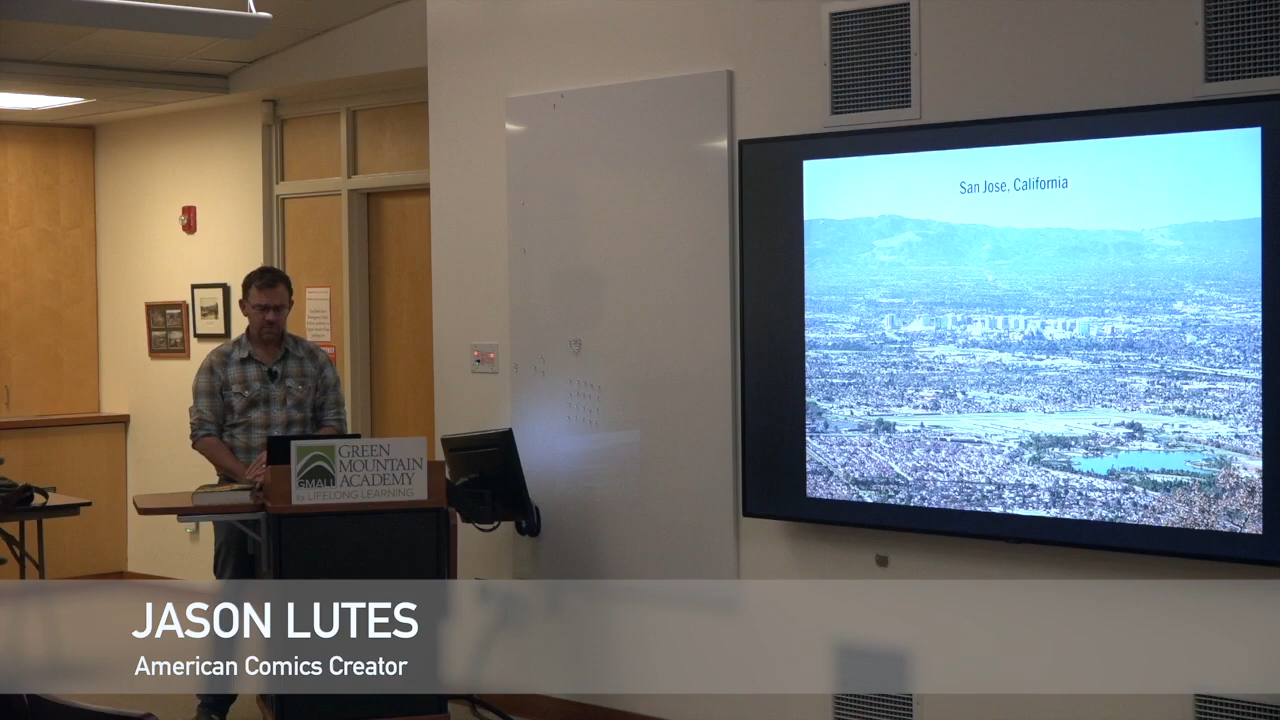 San Jose, California
GREEN
MOUNTAIN
GMALL ACADEMY
for LIFELONG LEARNING
JASON LUTES
American Comics Creator